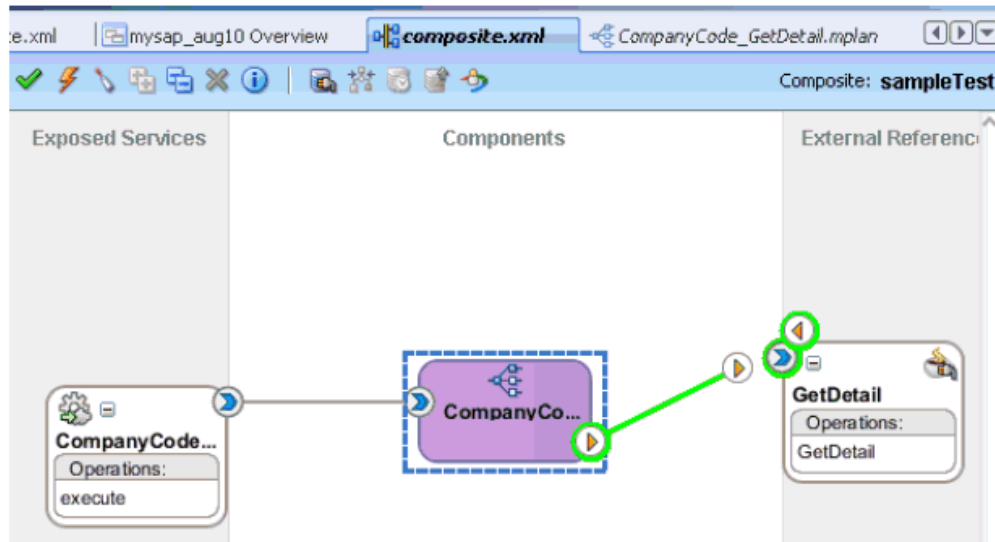 te.xml mysap_aug10 Overview composite.xml CompanyCode_GetDetail.mplan
Composite: sampleTest
Exposed Services Components External Referenc
CompanyCode...
Operations:
execute
CompanyCo...
GetDetail
Operations:
GetDetail